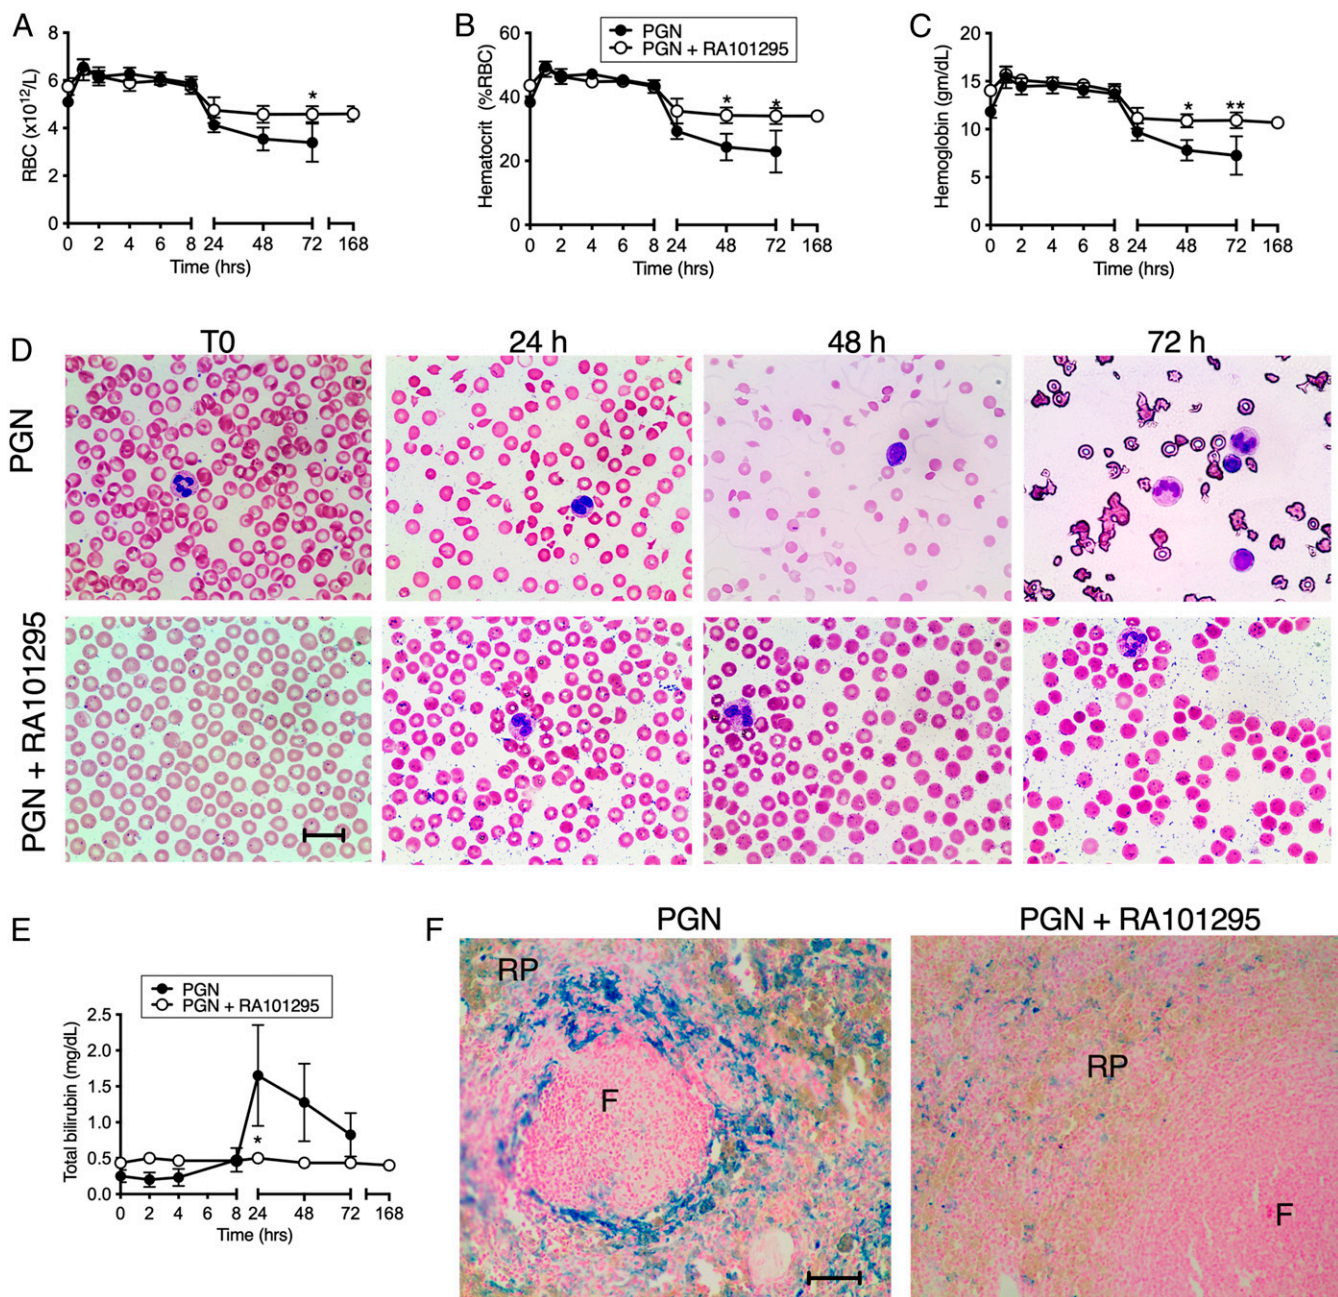 A
RBC (x10¹²/L)
8
6
4
2
0
*
0 2 4 6 8 24 48 72 168
Time (hrs)
B
Hematocrit (%RBC)
60
40
20
0
PGN
PGN + RA101295
* *
0 2 4 6 8 24 48 72 168
Time (hrs)
C
Hemoglobin (gm/dL)
20
15
10
5
0
* **
0 2 4 6 8 24 48 72 168
Time (hrs)
D
T0 24 h 48 h 72 h
PGN
PGN + RA101295
E
PGN
PGN + RA101295
Total bilirubin (mg/dL)
2.5
2.0
1.5
1.0
0.5
0.0
*
0 2 4 6 8 24 48 72 168
Time (hrs)
F
PGN PGN + RA101295
RP
F
RP
F